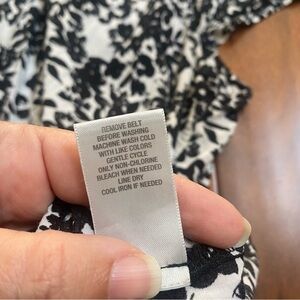 REMOVE BELT
BEFORE WASHING
MACHINE WASH COLD
WITH LIKE COLORS
GENTLE CYCLE
ONLY NON-CHLORINE
BLEACH WHEN NEEDED
LINE DRY
COOL IRON IF NEEDED